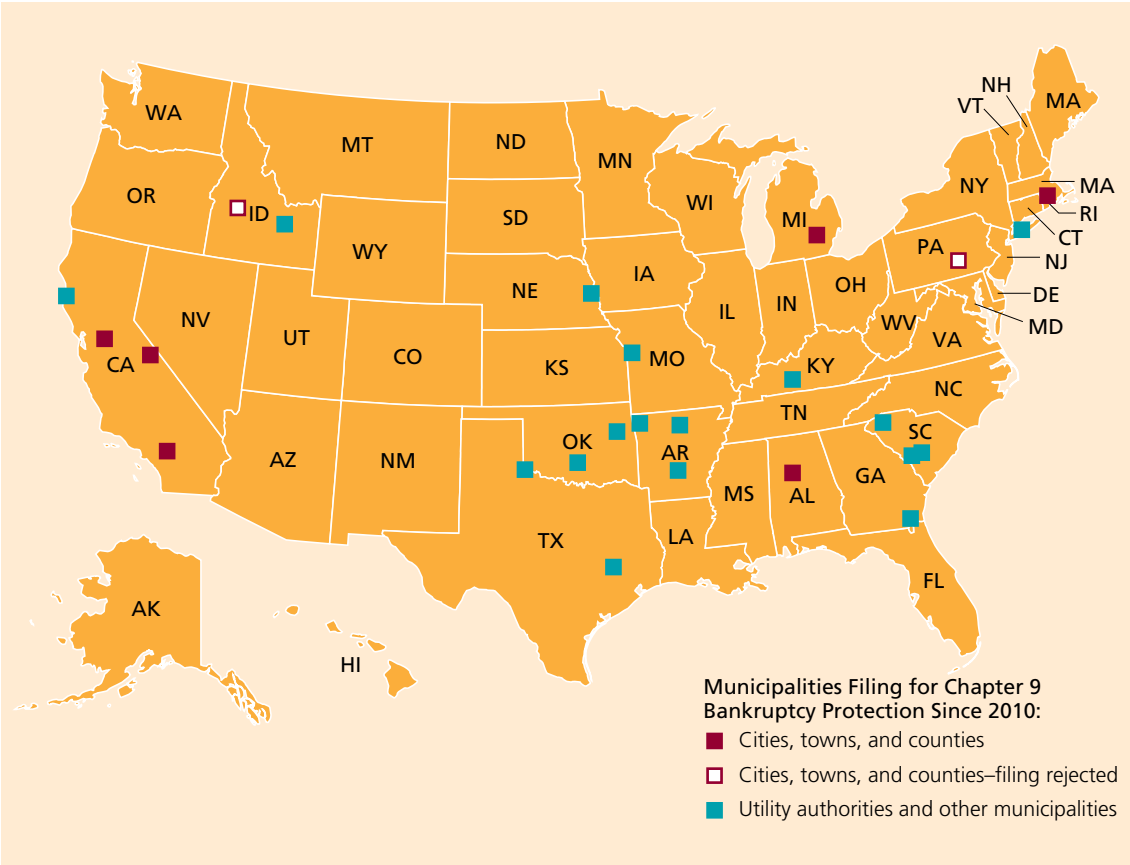 NH
VT
MA
WA
MT
ND
MN
OR
ID
SD
WI
MI
NY
MA
RI
CT
WY
PA
NJ
IA
NE
OH
DE
NV
IL
IN
WV
MD
UT
VA
CA
CO
KS
MO
KY
NC
TN
AZ
NM
OK
AR
SC
MS
AL
GA
TX
LA
FL
AK
HI
Municipalities Filing for Chapter 9
Bankruptcy Protection Since 2010:
Cities, towns, and counties
Cities, towns, and counties–filing rejected
Utility authorities and other municipalities